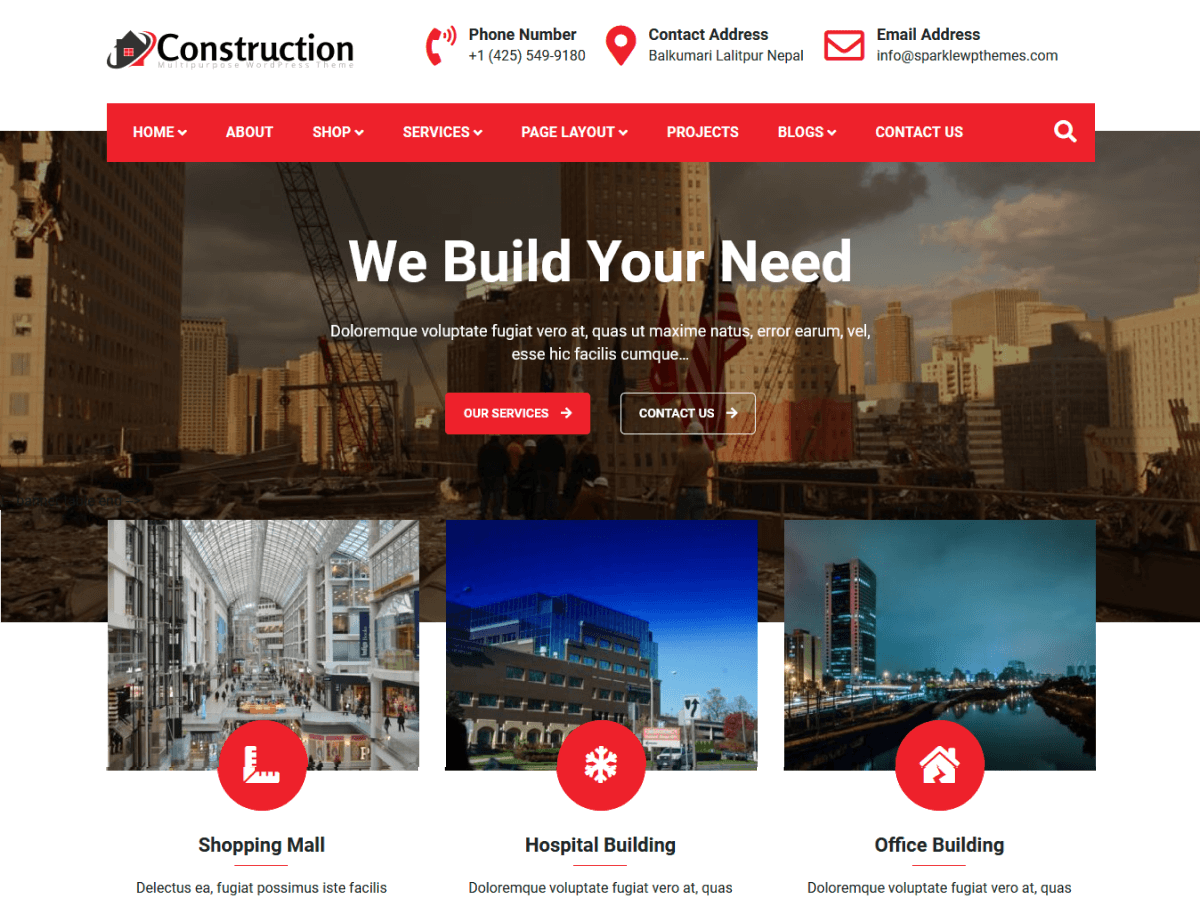 Construction
Multipurpose WordPress Theme
Phone Number
+1 (425) 549-9180
Contact Address
Balkumari Lalitpur Nepal
Email Address
info@sparklewpthemes.com
HOME
ABOUT
SHOP
SERVICES
PAGE LAYOUT
PROJECTS
BLOGS
CONTACT US
We Build Your Need
Doloremque voluptate fugiat vero at, quas ut maxime natus, error earum, vel,
esse hic facilis cumque...
OUR SERVICES
CONTACT US
Shopping Mall
Hospital Building
Office Building
Delectus ea, fugiat possimus iste facilis
Doloremque voluptate fugiat vero at, quas
Doloremque voluptate fugiat vero at, quas